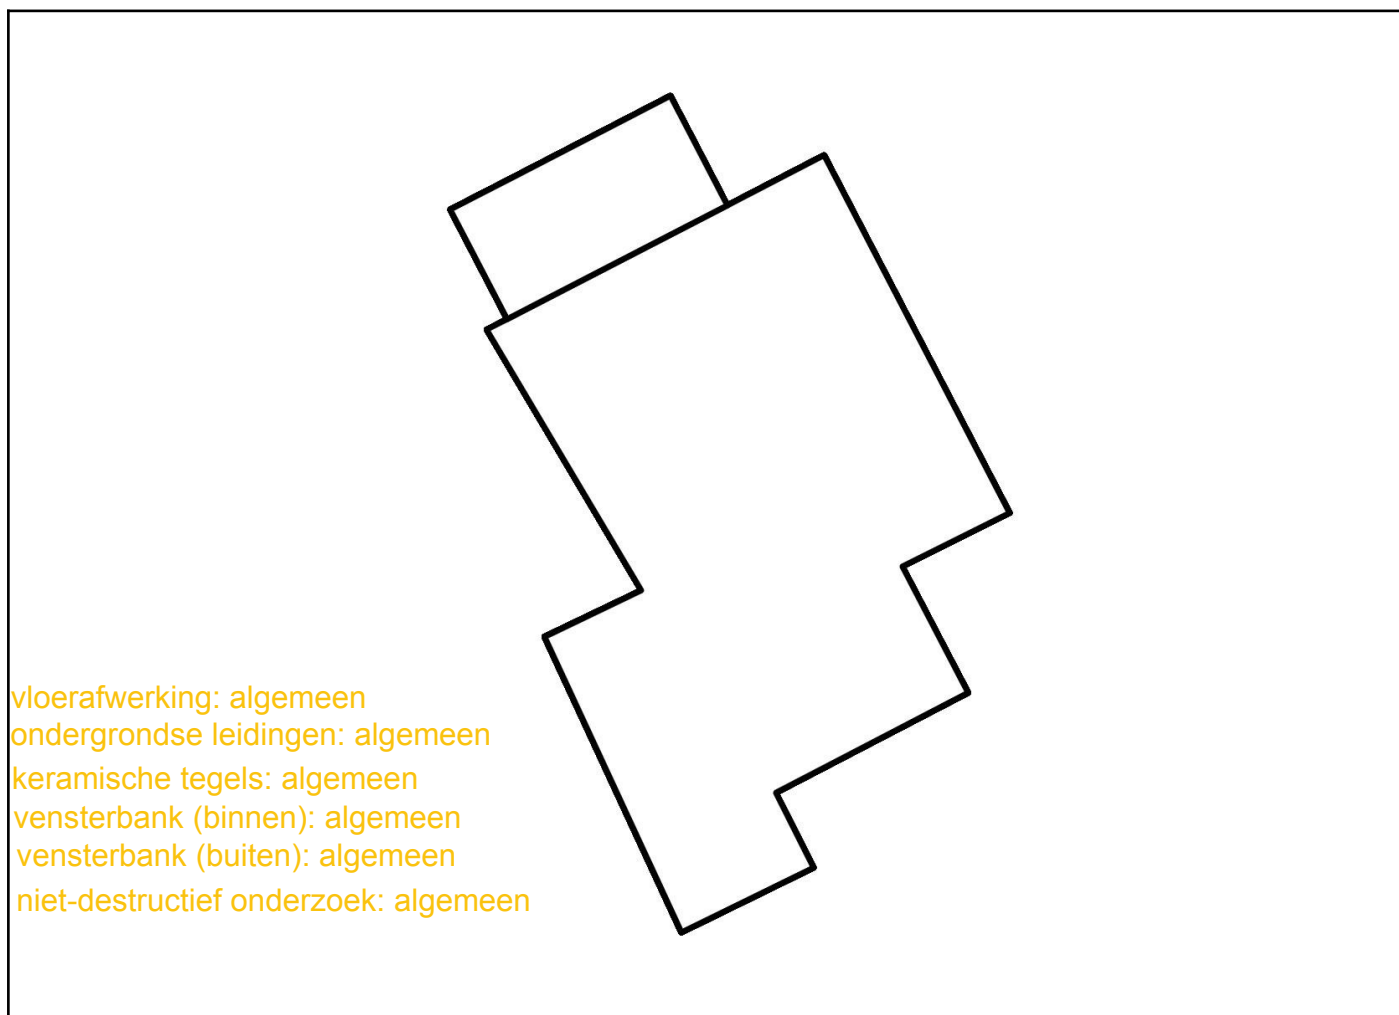 vloerafwerking: algemeen
ondergrondse leidingen: algemeen
keramische tegels: algemeen
vensterbank (binnen): algemeen
vensterbank (buiten): algemeen
niet-destructief onderzoek: algemeen